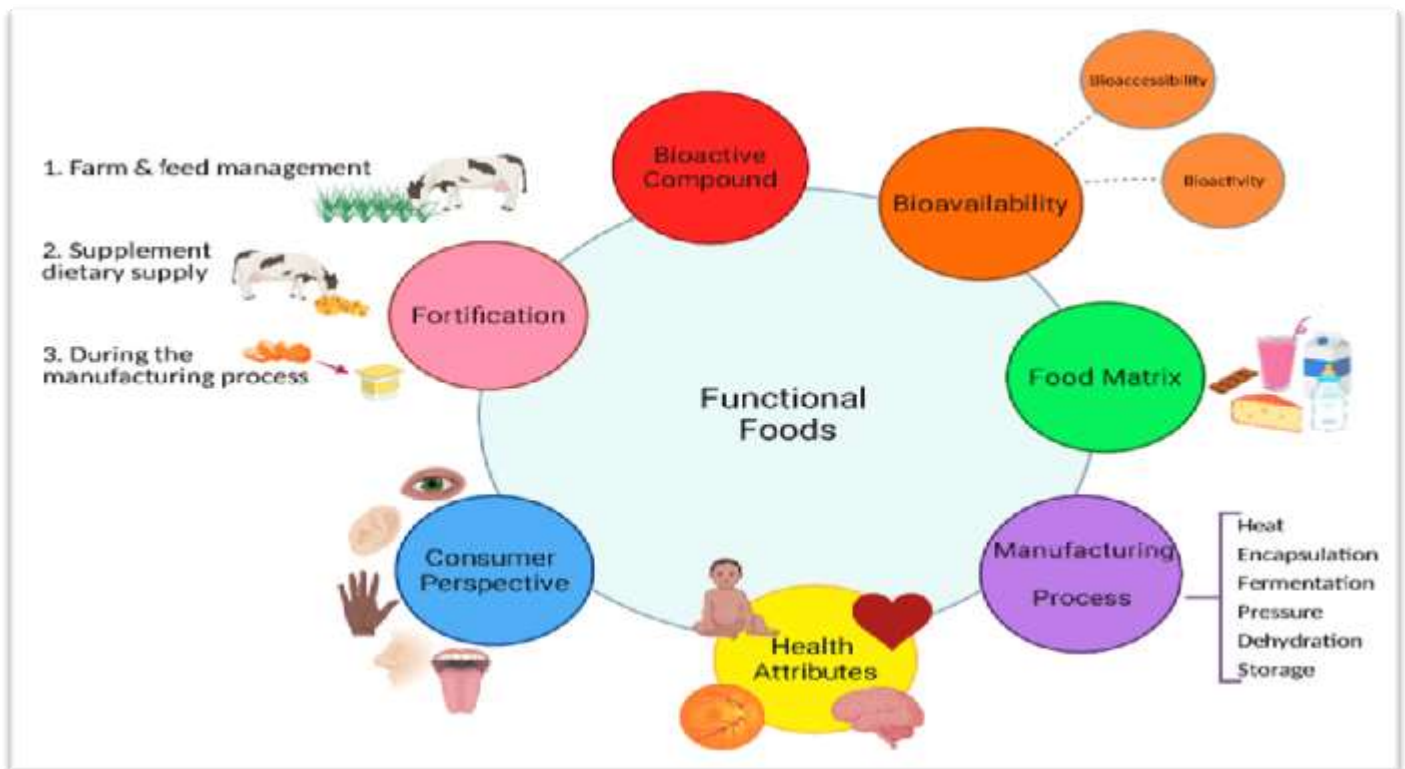 Bioaccessibility
Bioactive
Compound
1. Farm & feed management
Bioactivity
Bioavailability
2. Supplement
dietary supply
Fortification
3. During the
manufacturing process
Food Matrix
Functional
Foods
Consumer
Perspective
Manufacturing
Process
Heat
Encapsulation
Fermentation
Pressure
Dehydration
Storage
Health
Attributes